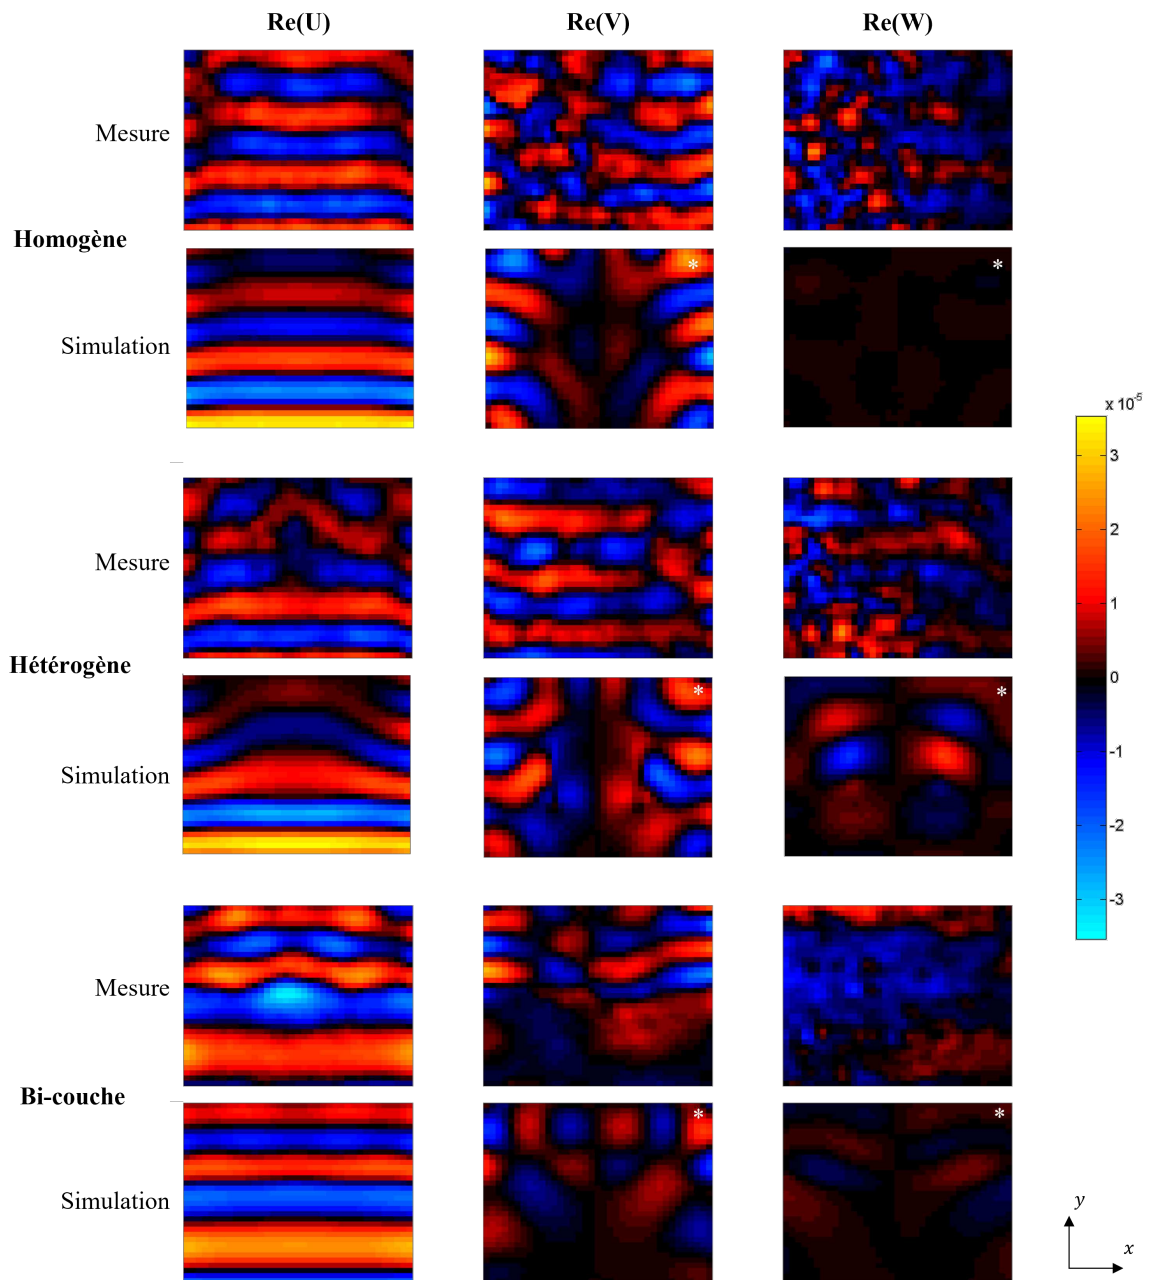 Re(U) Re(V) Re(W)
Mesure
Homogène
* *
Simulation
x 10-5
3
2
1
0
-1
-2
-3
Mesure
Hétérogène
* *
Simulation
Mesure
Bi-couche
* *
Simulation
y
x